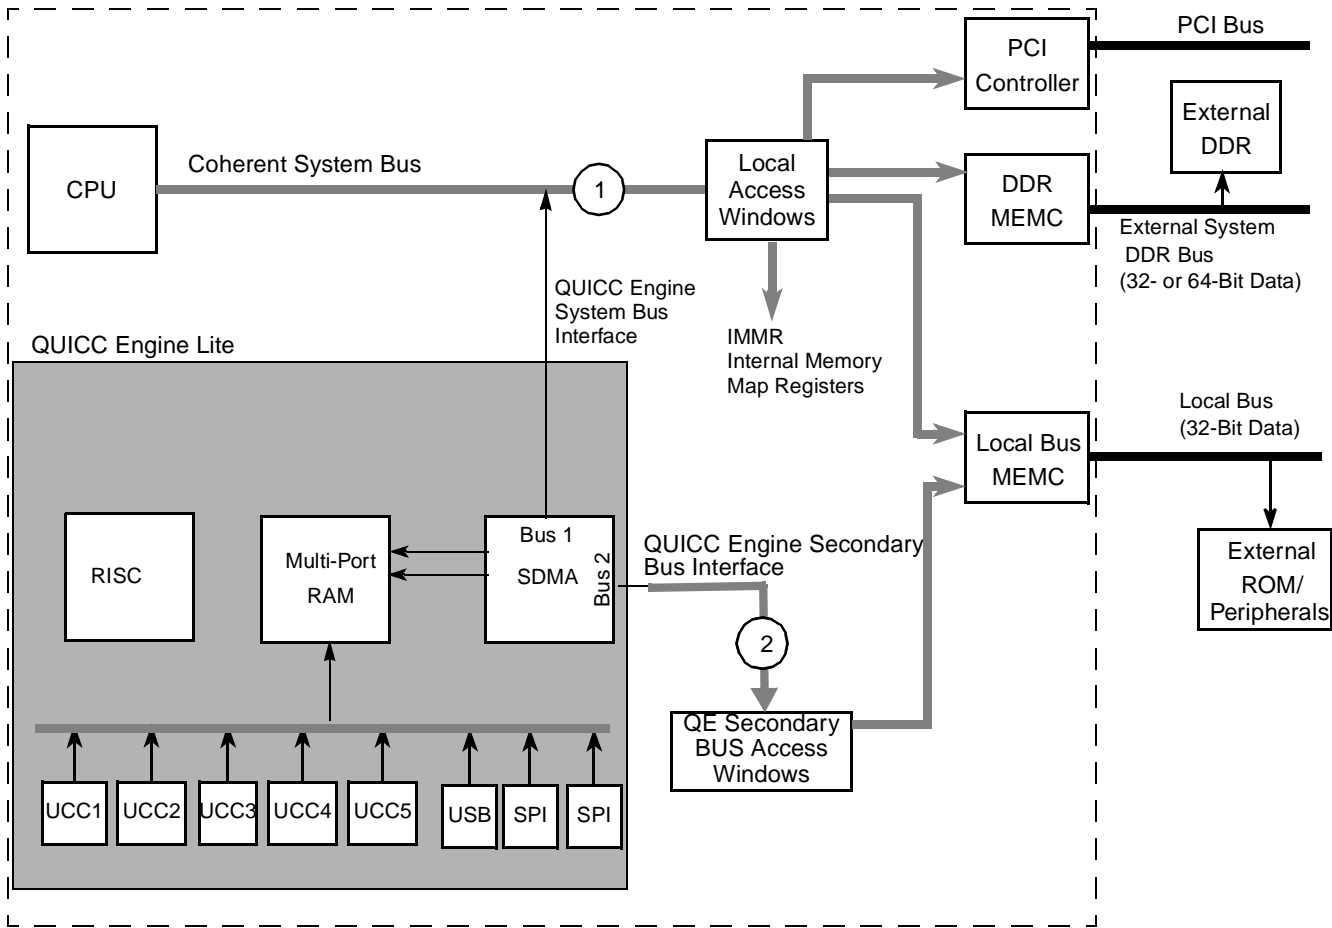 PCI Bus
PCI
Controller
External
DDR
CPU
Coherent System Bus
1
Local
Access
Windows
DDR
MEMC
External System
DDR Bus
(32- or 64-Bit Data)
QUICC Engine
System Bus
Interface
IMMR
Internal Memory
Map Registers
QUICC Engine Lite
Local Bus
(32-Bit Data)
Local Bus
MEMC
RISC
Multi-Port
RAM
Bus 1
SDMA
Bus 2
QUICC Engine Secondary
Bus Interface
External
ROM/
Peripherals
2
QE Secondary
BUS Access
Windows
UCC1
UCC2
UCC3
UCC4
UCC5
USB
SPI
SPI